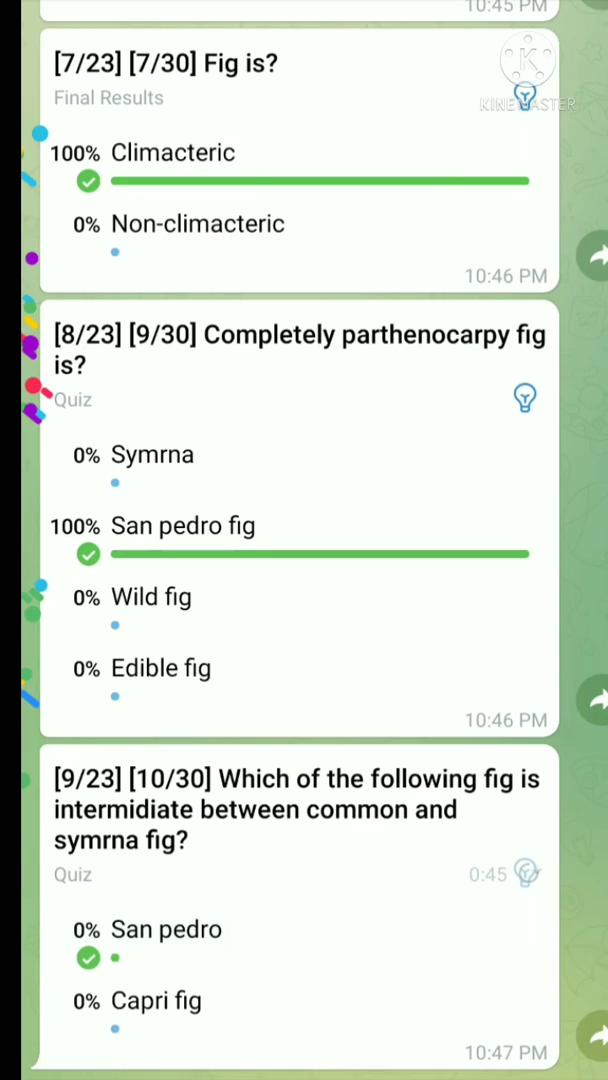 10:45 PM
[7/23] [7/30] Fig is?
K
KINEMASTER
Final Results
100% Climacteric
0% Non-climacteric
10:46 PM
[8/23] [9/30] Completely parthenocarpy fig
is?
Quiz
0% Symrna
100% San pedro fig
0% Wild fig
0% Edible fig
10:46 PM
[9/23] [10/30] Which of the following fig is
intermidiate between common and
symrna fig?
Quiz
0:45
0% San pedro
0% Capri fig
10:47 PM